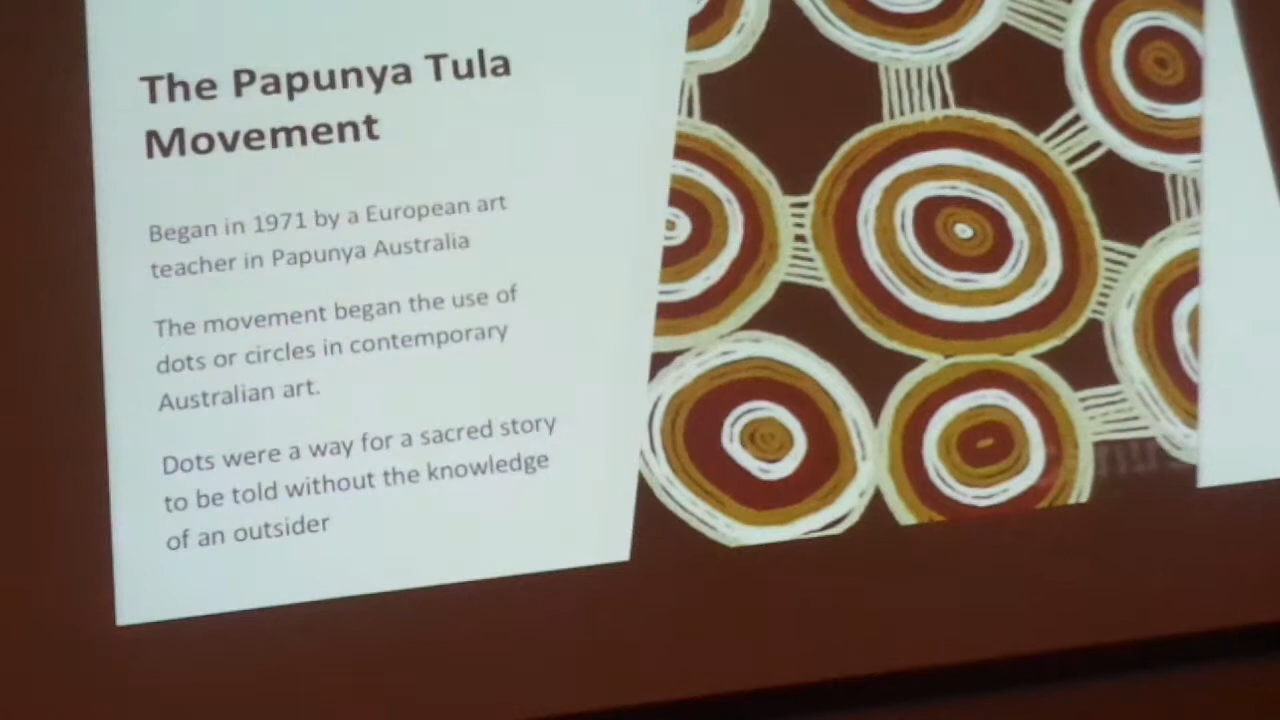 The Papunya Tula
Movement
Began in 1971 by a European art
teacher in Papunya Australia
The movement began the use of
dots or circles in contemporary
Australian art.
Dots were a way for a sacred story
to be told without the knowledge
of an outsider